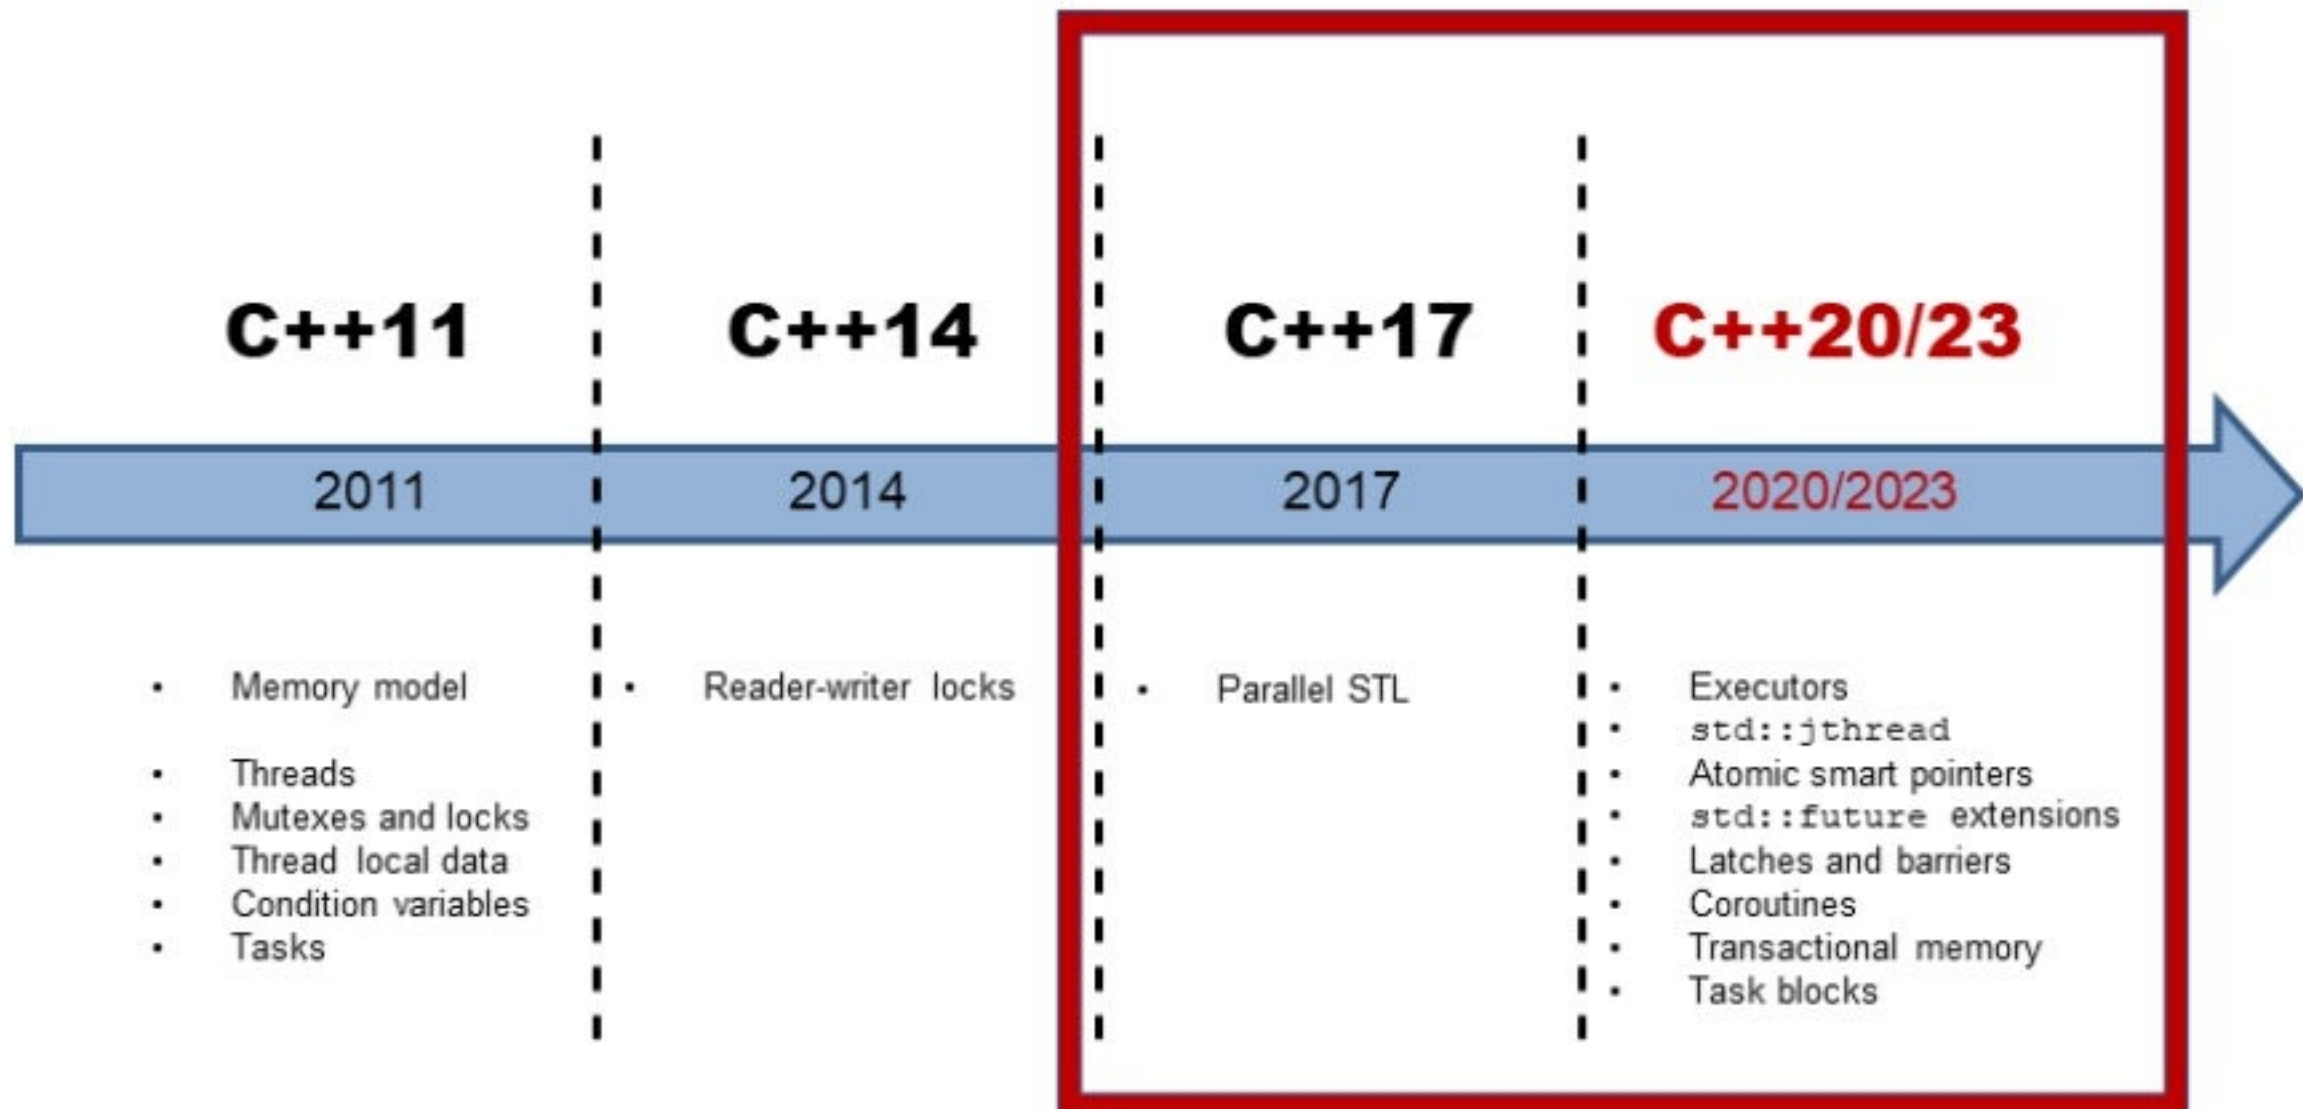 C++11
C++14
C++17
C++20/23
2011
2014
2017
2020/2023
• Memory model
• Threads
• Mutexes and locks
• Thread local data
• Condition variables
• Tasks
• Reader-writer locks
• Parallel STL
• Executors
• std::jthread
• Atomic smart pointers
• std::future extensions
• Latches and barriers
• Coroutines
• Transactional memory
• Task blocks